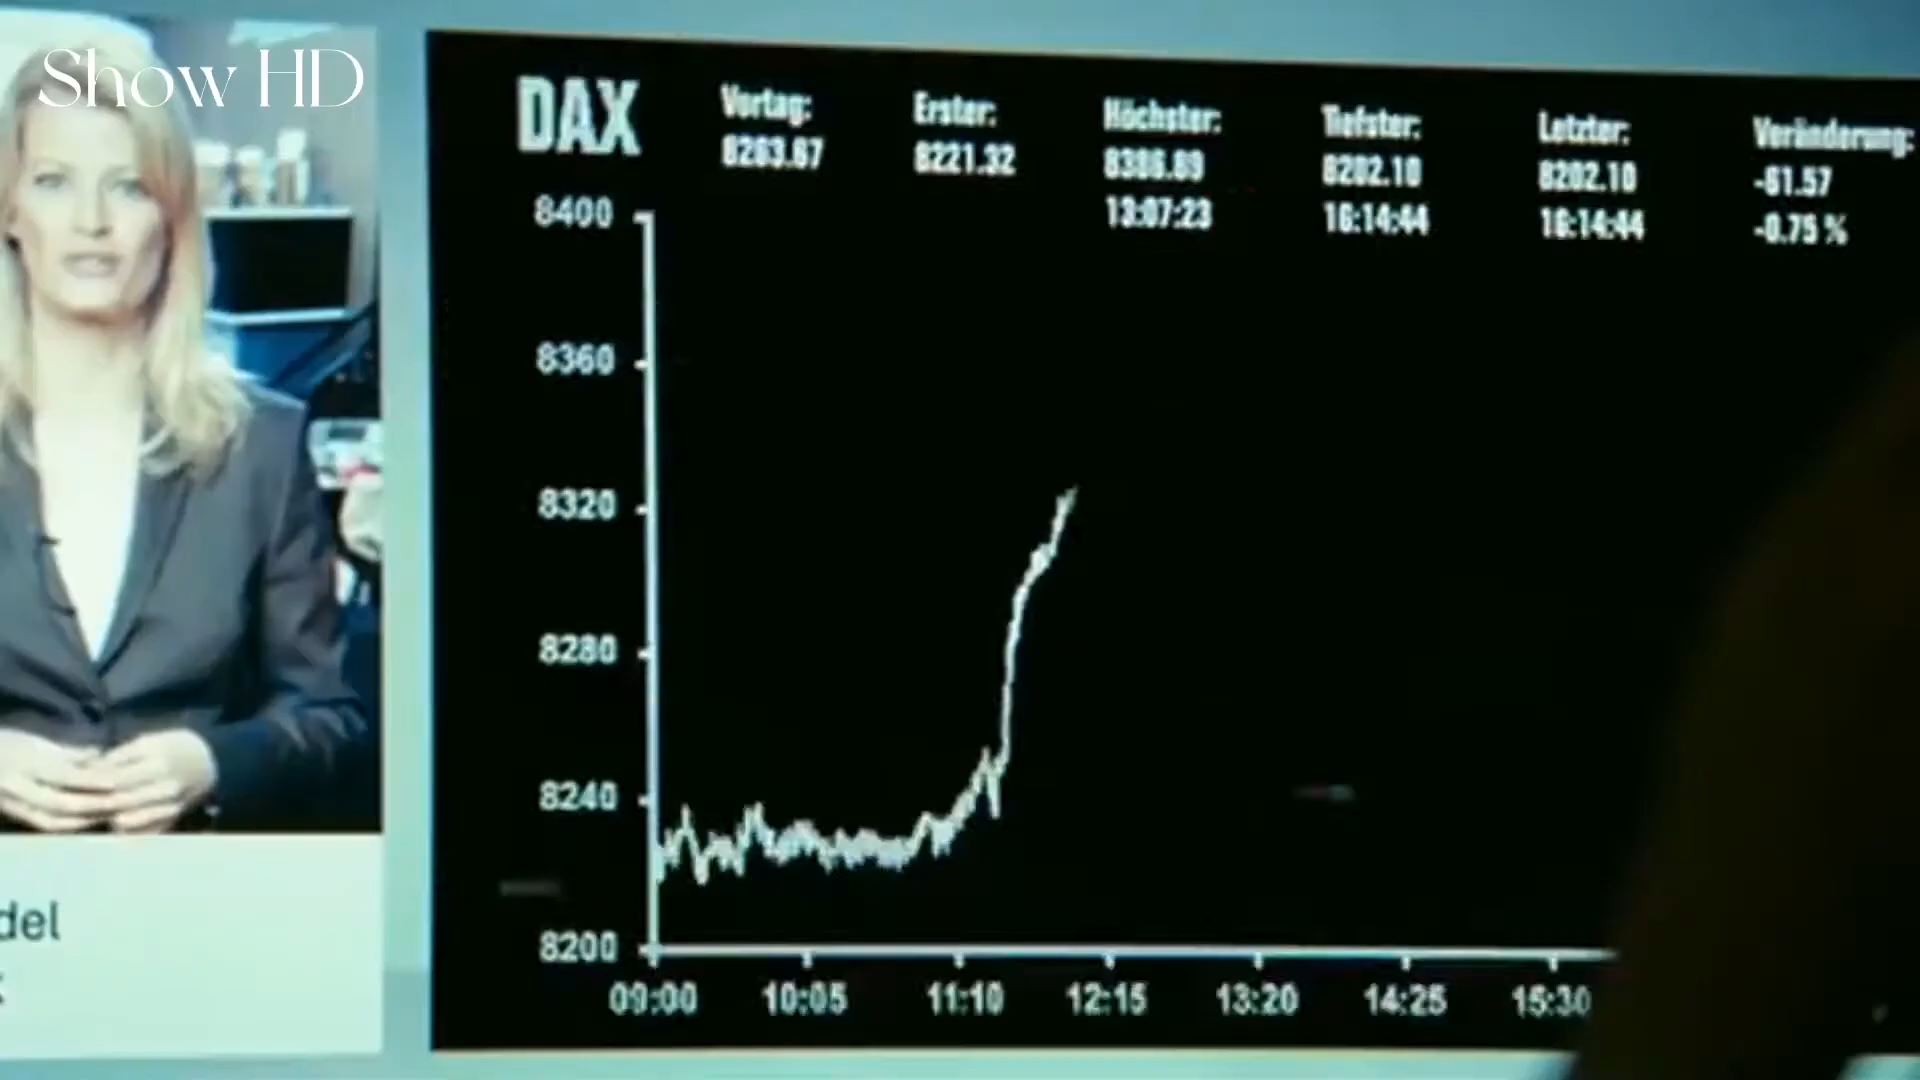 Show HD
DAX
Vortag:
8263.67
Erster:
8221.32
Höchster:
8386.89
13:07:23
Tiefster:
8202.10
16:14:44
Letzter:
8202.10
16:14:44
Veränderung:
-61.57
-0.75 %
8400
8360
8320
8280
8240
8200
09:00 10:05 11:10 12:15 13:20 14:25 15:30
del